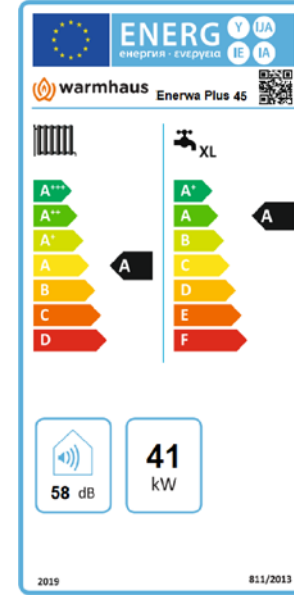 ENERG Y IJA
енергия · ενεργεια IE IA
warmhaus Enerwa Plus 45
XL
A+++ A+
A++ A A
A+ B
A A C
B D
C E
D F
58 dB
41
kW
2019 811/2013